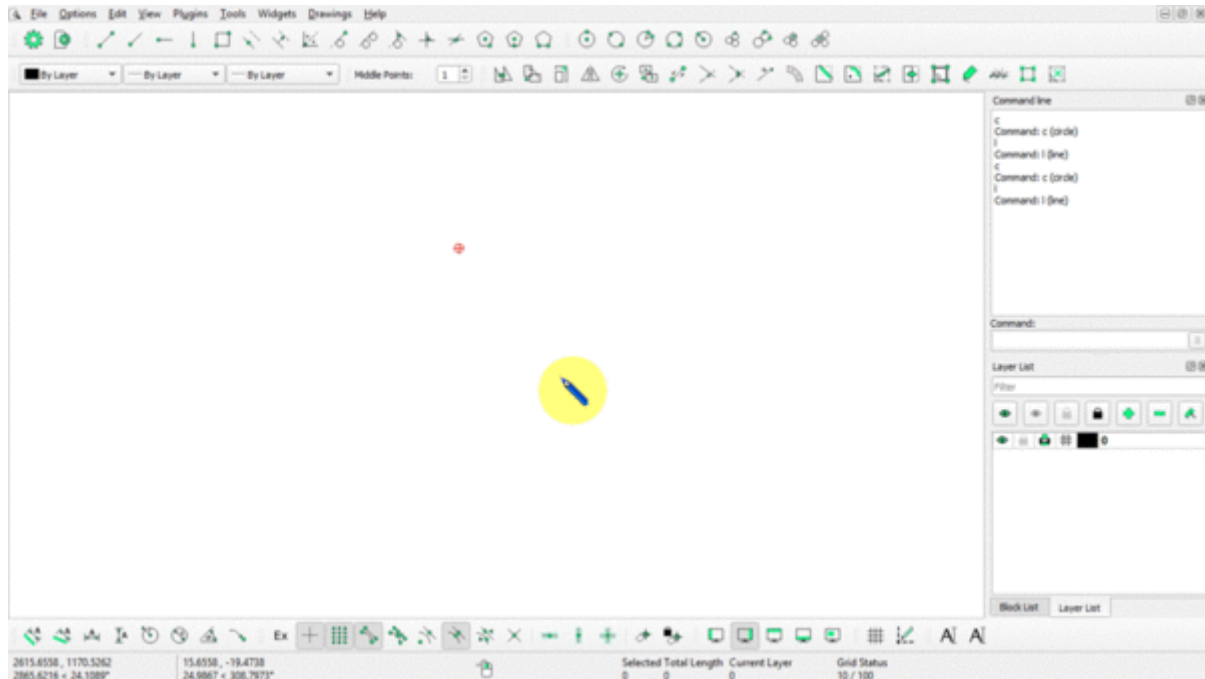 File Options Edit View Plugins Tools Widgets Drawings Help
By Layer By Layer By Layer Middle Points: 1
Command line
c
Command: c (circle)
l
Command: l (line)
c
Command: c (circle)
l
Command: l (line)
Command:
Layer List
Filter
0
Block List Layer List
Ex A A
2615.6558 , 1170.5262 15.6558 , -19.4738 Selected Total Length Current Layer Grid Status
2865.6216 < 24.1089° 24.9867 < 308.7973° 0 0 0 10 / 100